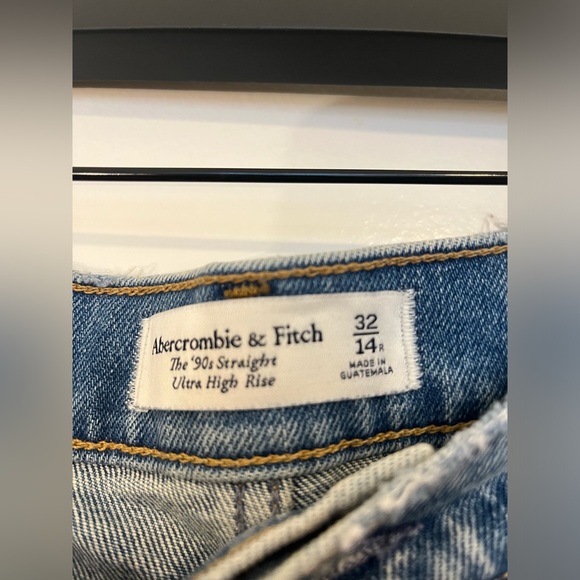 Abercrombie & Fitch
The '90s Straight
Ultra High Rise
32
14R
MADE IN
GUATEMALA